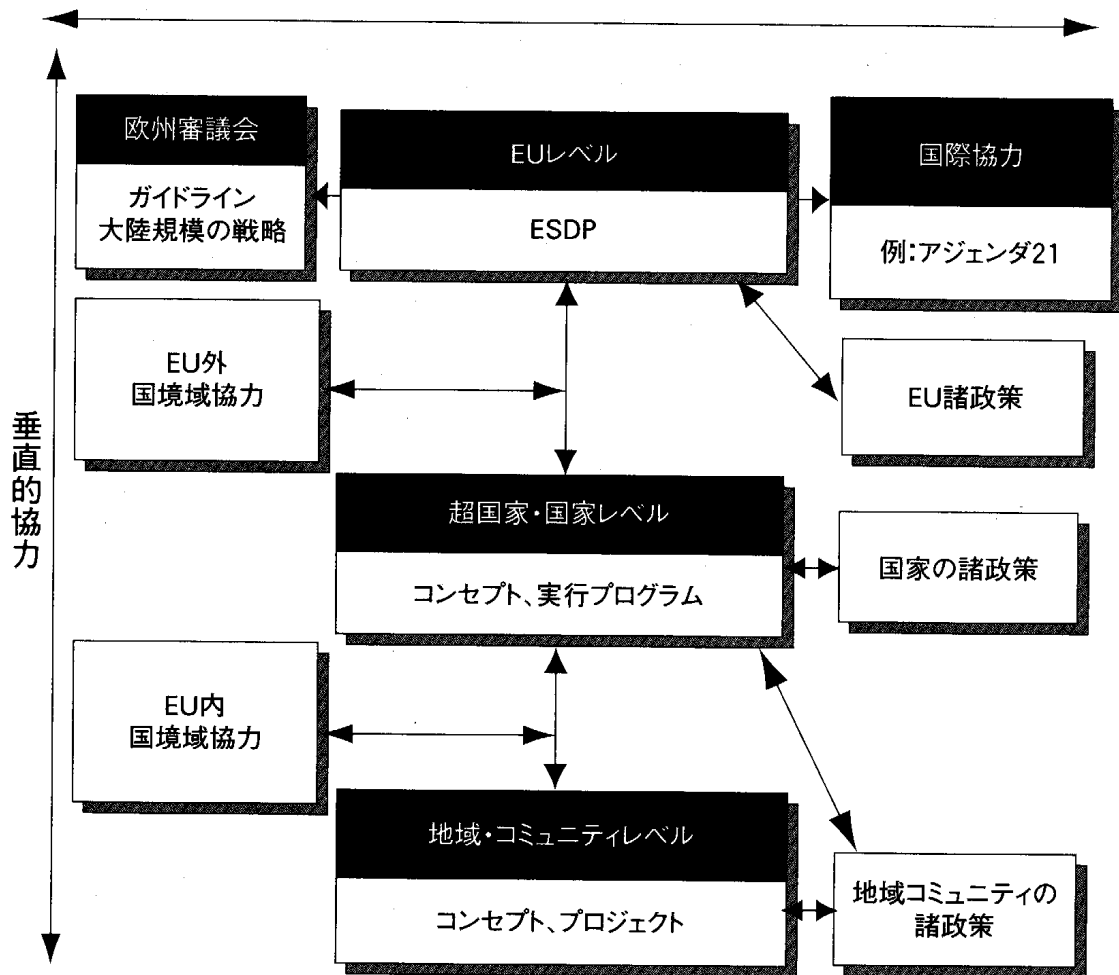 欧州審議会
ガイドライン
大陸規模の戦略
EUレベル
ESDP
国際協力
例：アジェンダ21
EU外
国境域協力
EU諸政策
垂直的協力
超国家・国家レベル
コンセプト、実行プログラム
国家の諸政策
EU内
国境域協力
地域・コミュニティレベル
コンセプト、プロジェクト
地域コミュニティの
諸政策